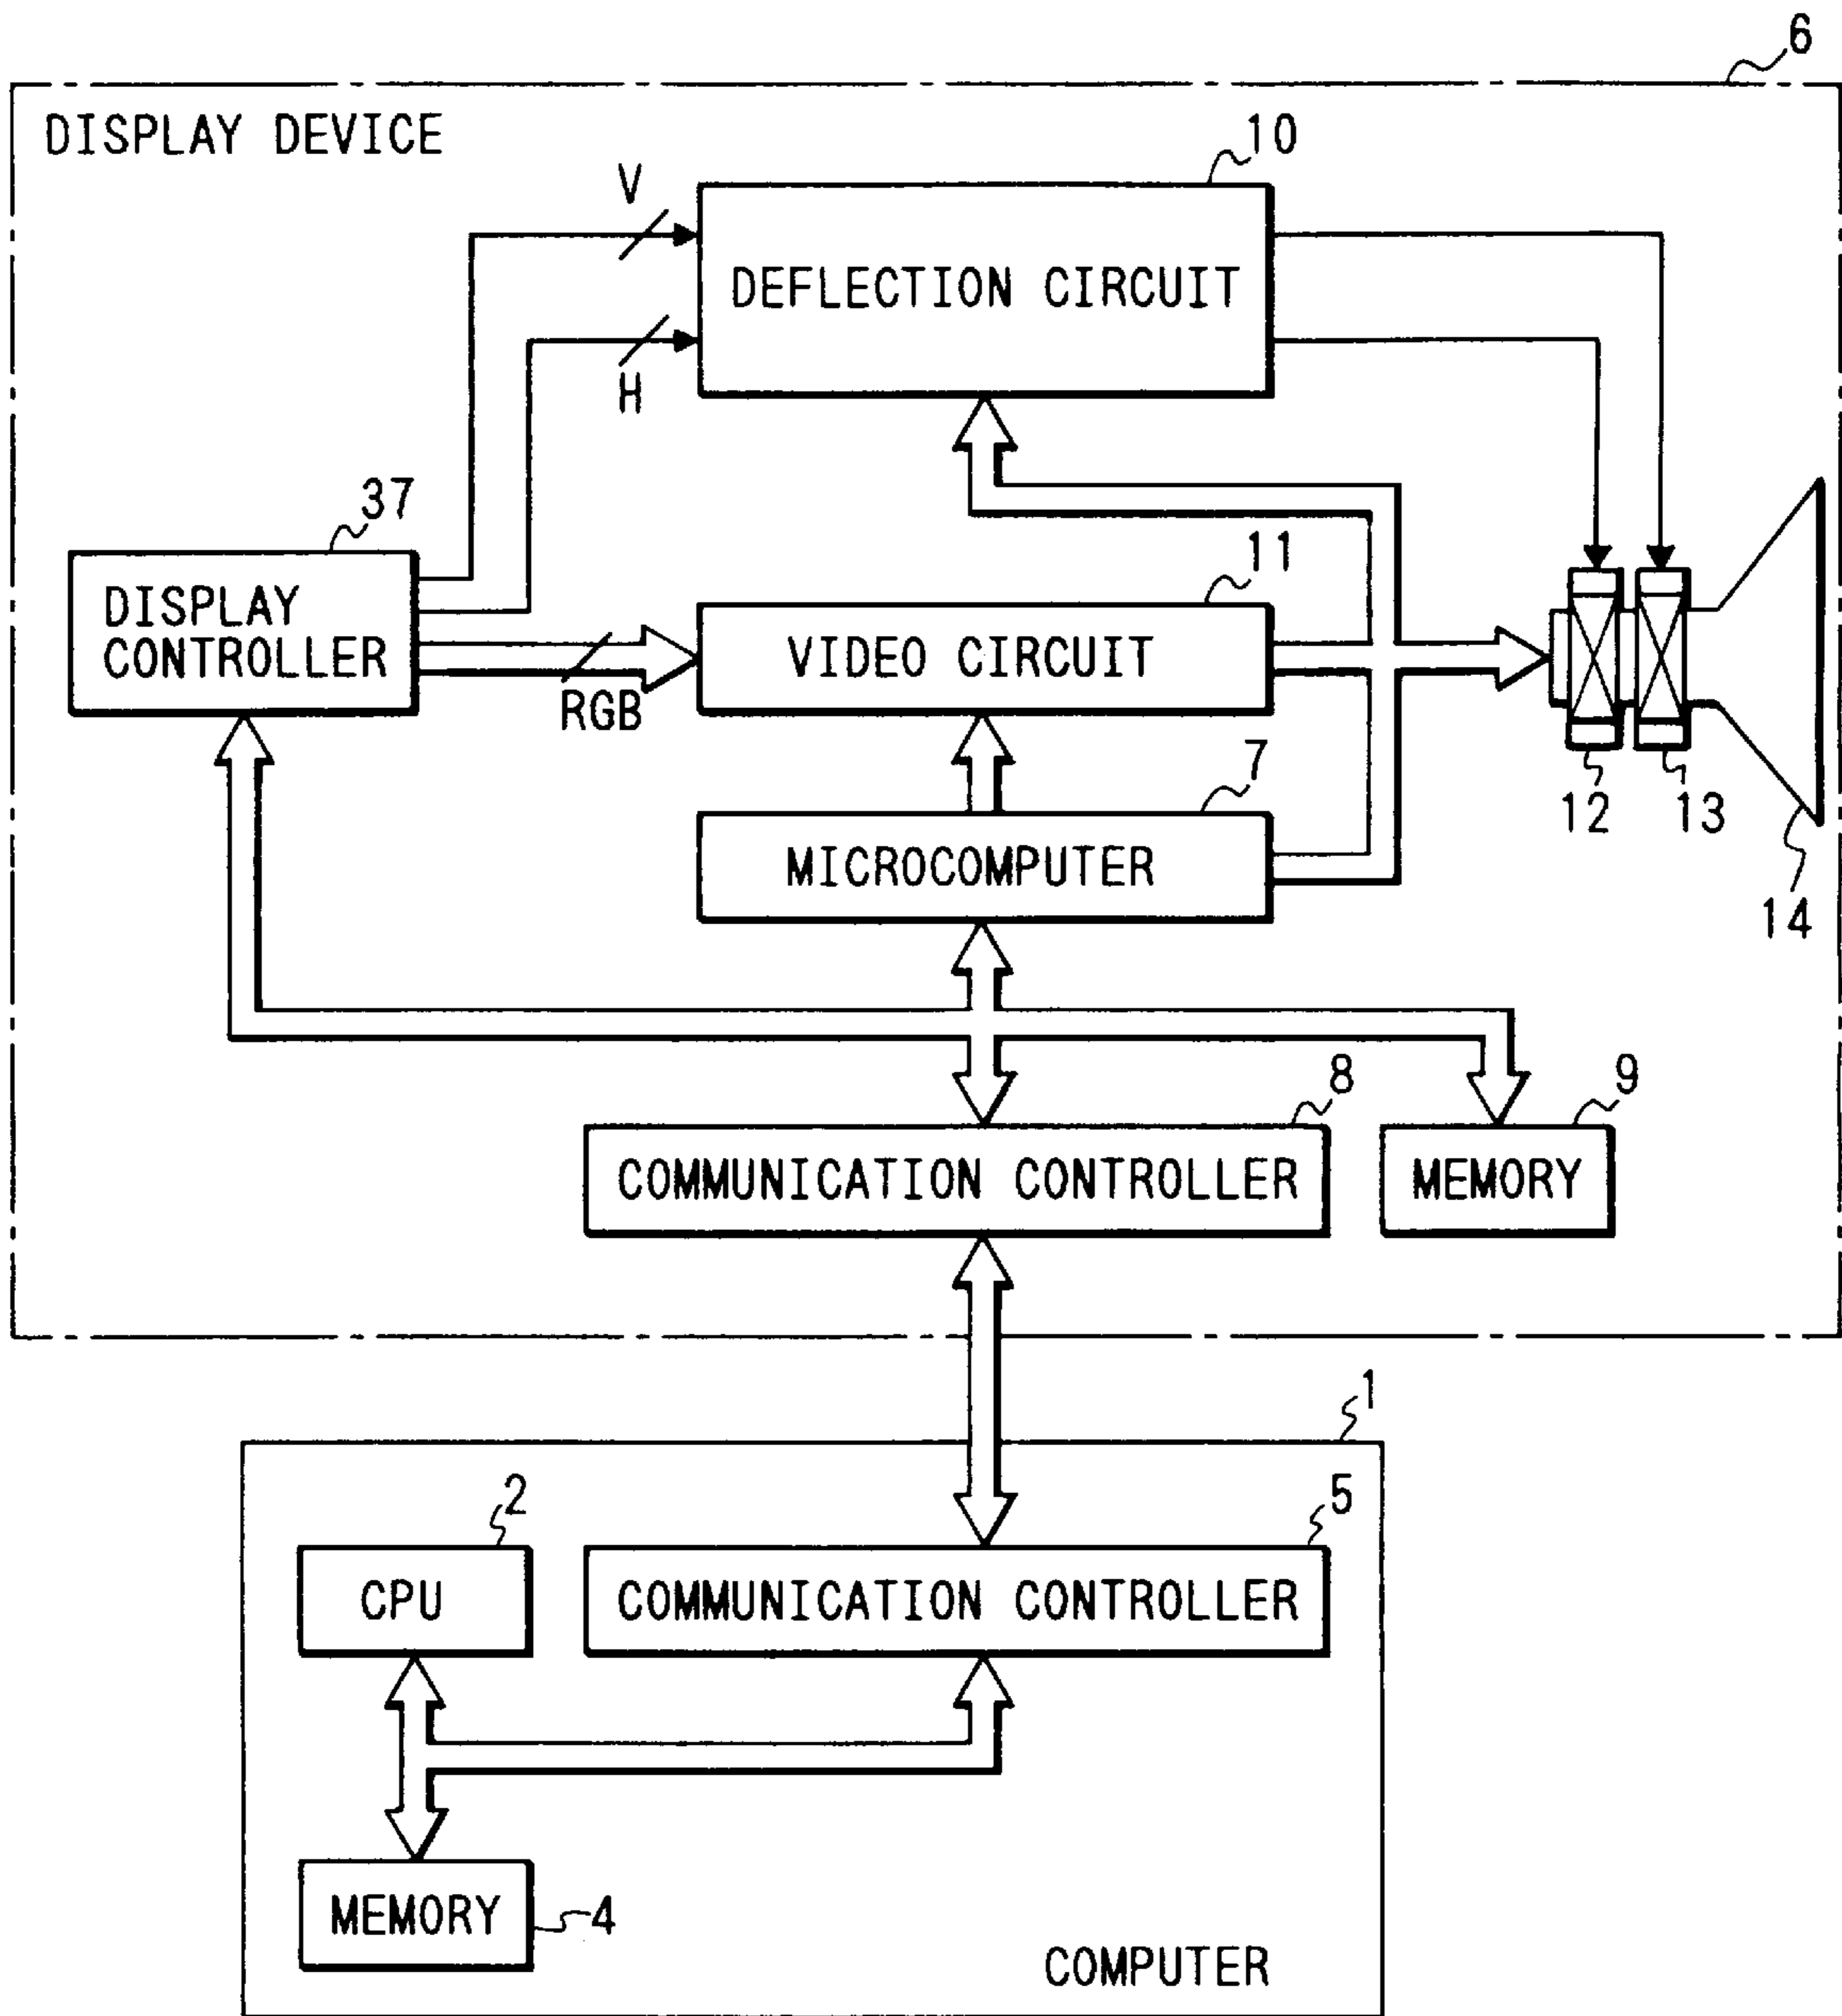 6
DISPLAY DEVICE
10
V
DEFLECTION CIRCUIT
H
37
11
DISPLAY
CONTROLLER
VIDEO CIRCUIT
RGB
7
12
13
MICROCOMPUTER
14
8
9
COMMUNICATION CONTROLLER
MEMORY
1
2
5
CPU
COMMUNICATION CONTROLLER
MEMORY
4
COMPUTER